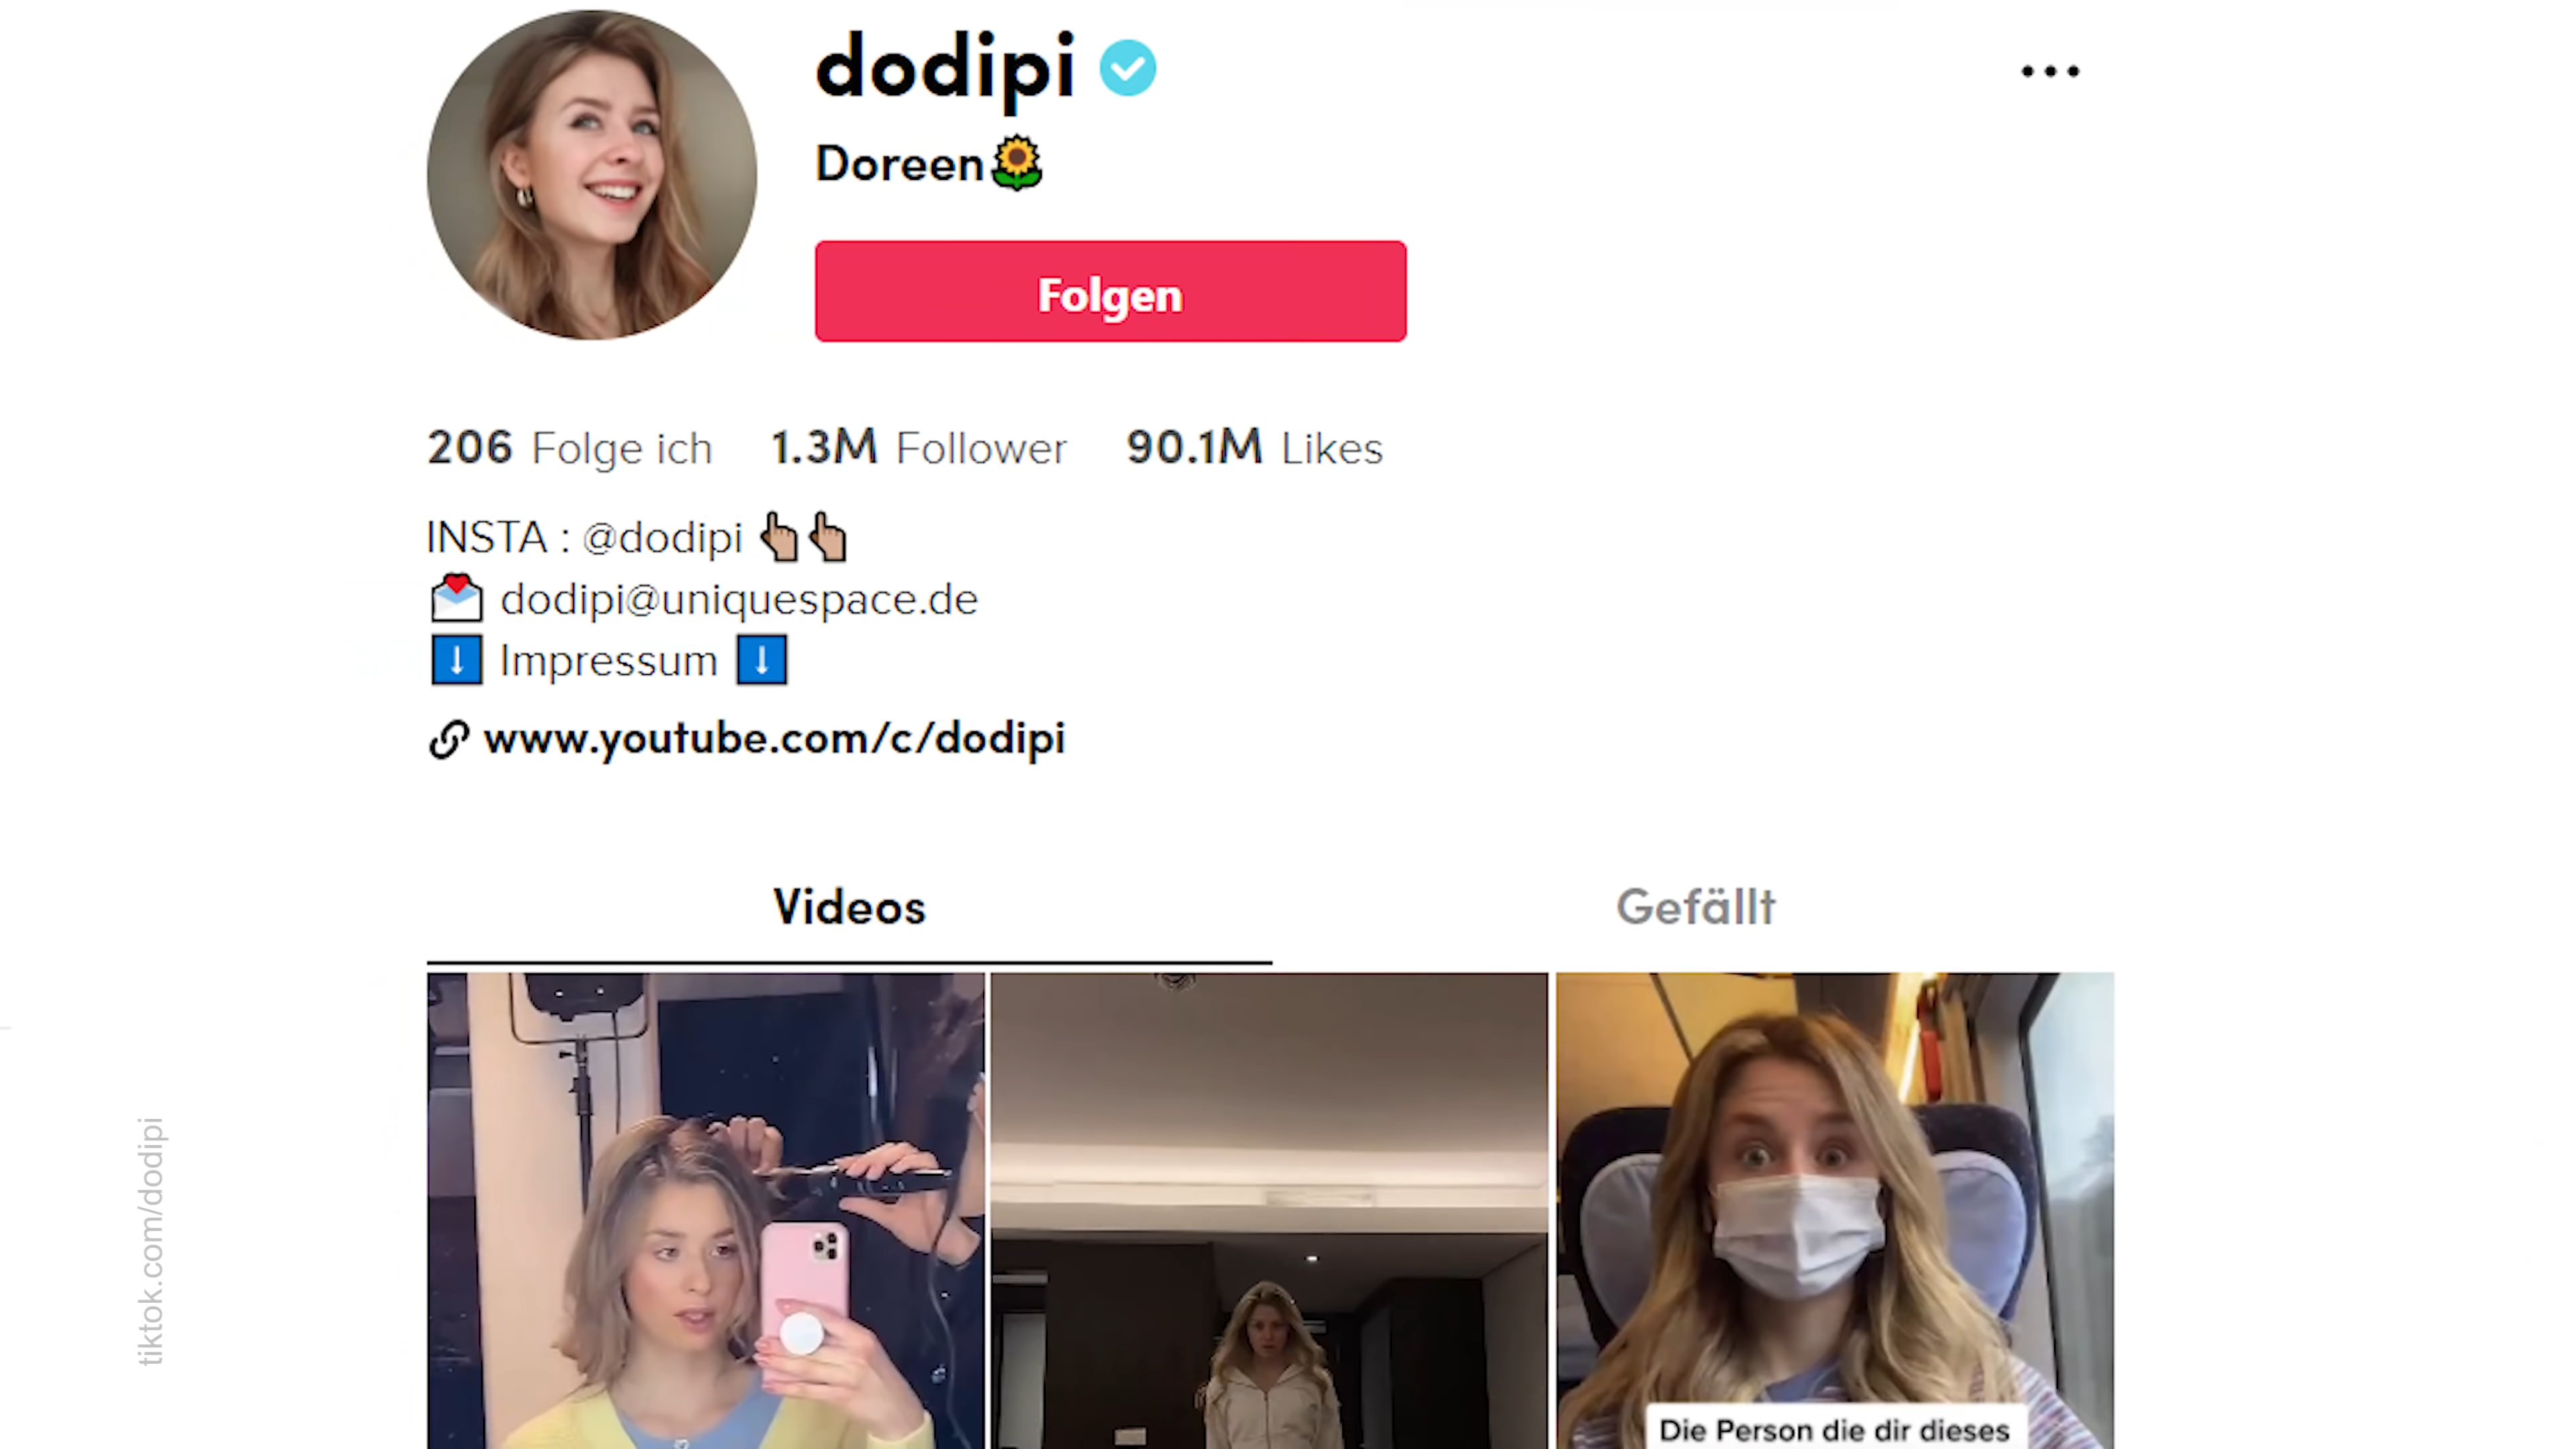 dodipi
Doreen🌻
Folgen
206 Folge ich 1.3M Follower 90.1M Likes
INSTA : @dodipi 👆🏽👆🏽
💌 dodipi@uniquespace.de
⬇️ Impressum ⬇️
www.youtube.com/c/dodipi
Videos Gefällt
Die Person die dir dieses
tiktok.com/dodipi